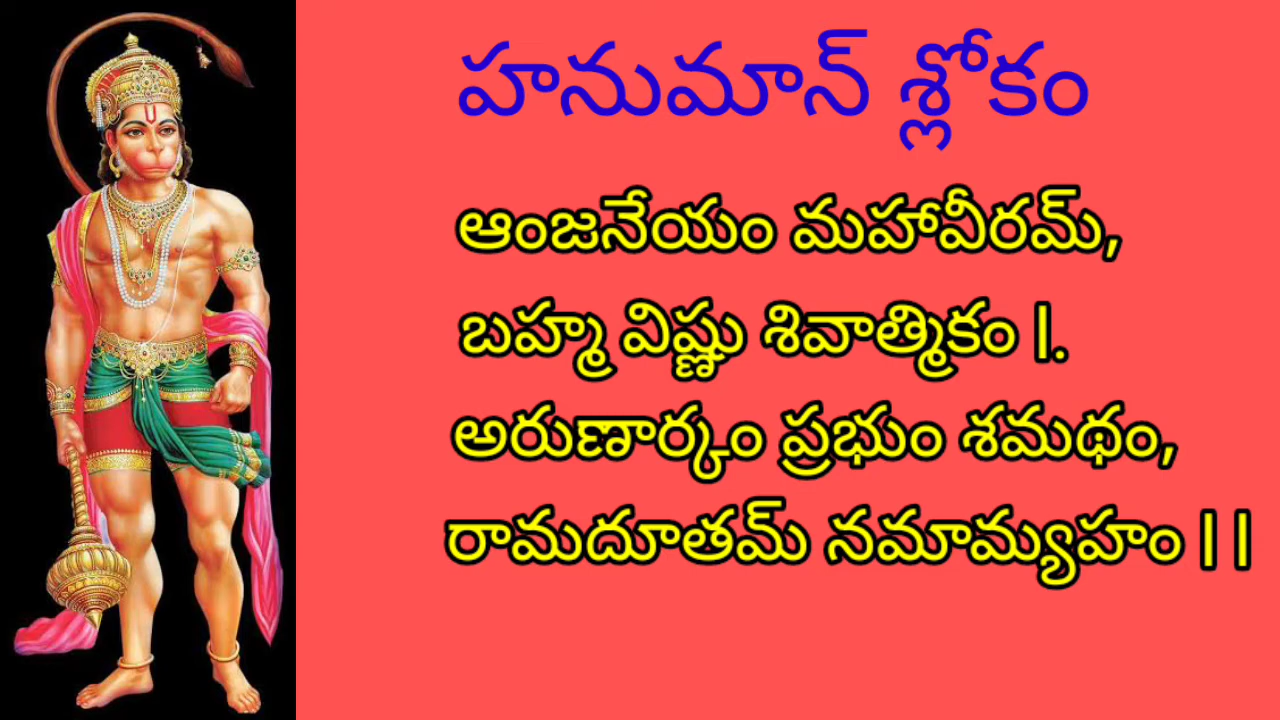 హనుమాన్ శ్లోకం
ఆంజనేయం మహావీరమ్,
బహ్మ విష్ణు శివాత్మికం |.
అరుణార్కం ప్రభుం శమథం,
రామదూతమ్ నమామ్యహం | |